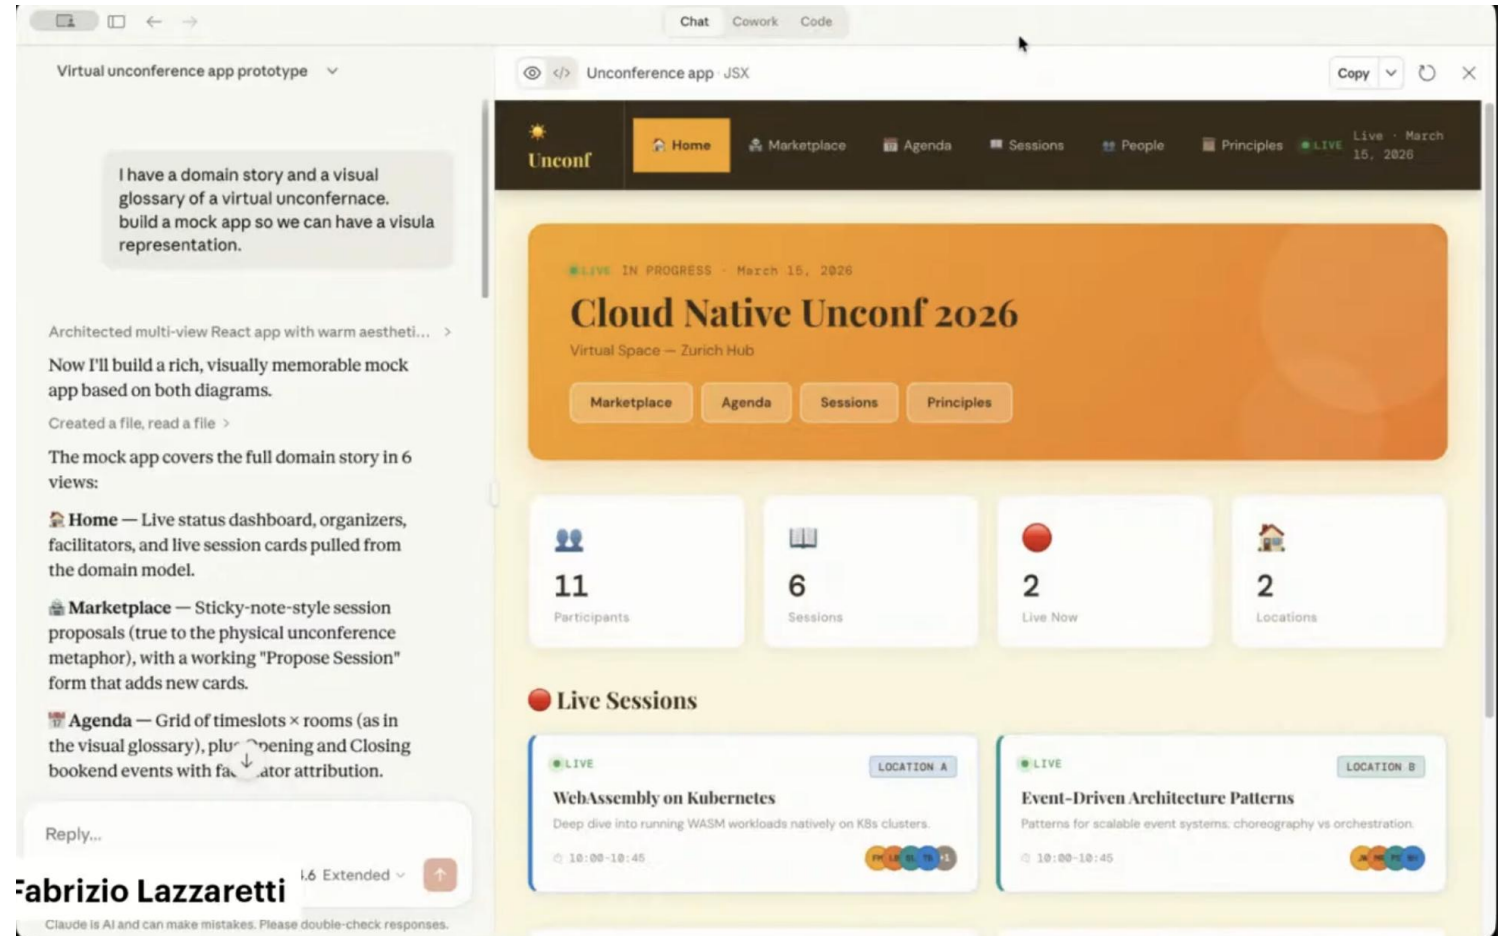 Chat Cowork Code
Virtual unconference app prototype
Unconference app · JSX
Copy
I have a domain story and a visual
glossary of a virtual unconfernace.
build a mock app so we can have a visula
representation.
Architected multi-view React app with warm aestheti...
Now I'll build a rich, visually memorable mock
app based on both diagrams.
Created a file, read a file
The mock app covers the full domain story in 6
views:
Home — Live status dashboard, organizers,
facilitators, and live session cards pulled from
the domain model.
Marketplace — Sticky-note-style session
proposals (true to the physical unconference
metaphor), with a working "Propose Session"
form that adds new cards.
Agenda — Grid of timeslots × rooms (as in
the visual glossary), plus Opening and Closing
bookend events with attribution.
Reply...
.6 Extended
Fabrizio Lazzaretti
Claude is AI and can make mistakes. Please double-check responses.
Unconf
Home Marketplace Agenda Sessions People Principles LIVE
Live · March
15, 2026
LIVE IN PROGRESS · March 15, 2026
Cloud Native Unconf 2026
Virtual Space — Zurich Hub
Marketplace Agenda Sessions Principles
11
Participants
6
Sessions
2
Live Now
2
Locations
Live Sessions
LIVE
LOCATION A
WebAssembly on Kubernetes
Deep dive into running WASM workloads natively on K8s clusters.
10:00–10:45
+1
LIVE
LOCATION B
Event-Driven Architecture Patterns
Patterns for scalable event systems: choreography vs orchestration.
10:00–10:45